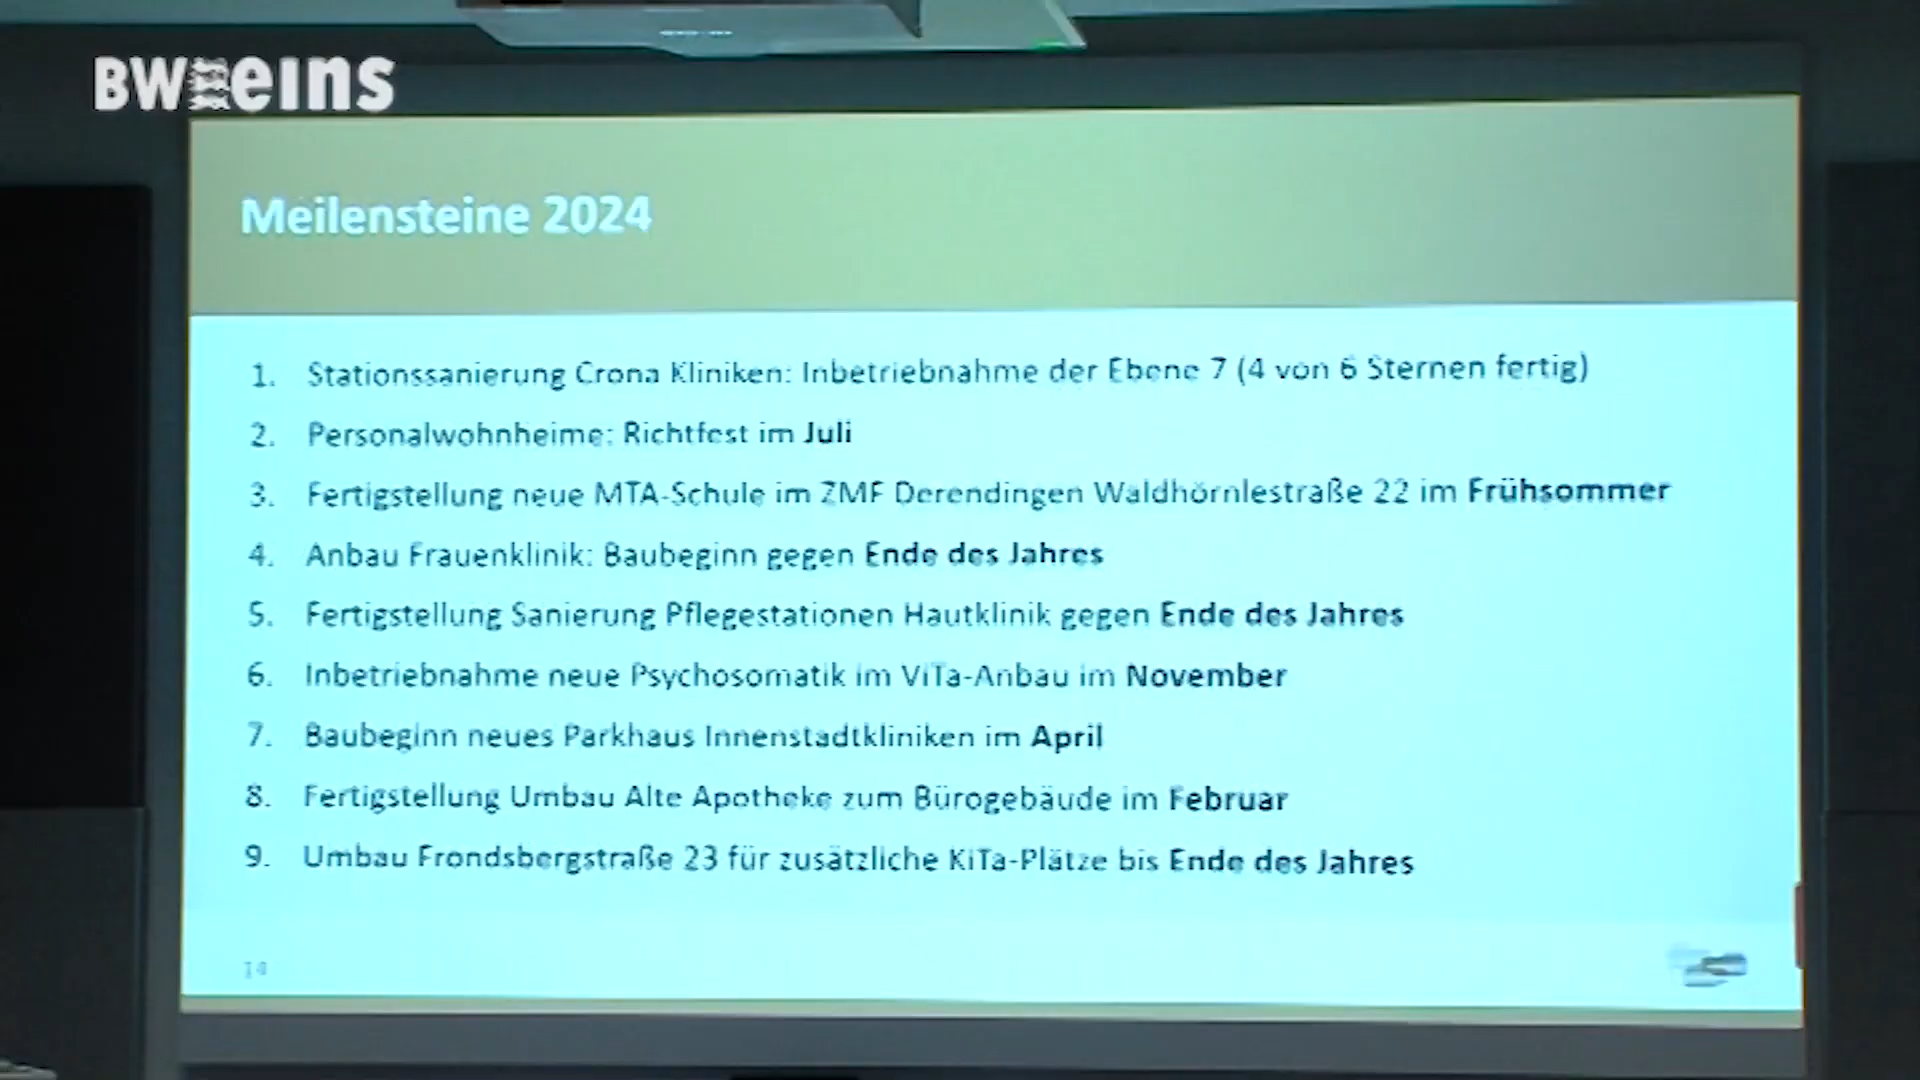 BW eins
Meilensteine 2024
1. Stationssanierung Crona Kliniken: Inbetriebnahme der Ebene 7 (4 von 6 Sternen fertig)
2. Personalwohnheime: Richtfest im Juli
3. Fertigstellung neue MTA-Schule im ZMF Derendingen Waldhörnlestraße 22 im Frühsommer
4. Anbau Frauenklinik: Baubeginn gegen Ende des Jahres
5. Fertigstellung Sanierung Pflegestationen Hautklinik gegen Ende des Jahres
6. Inbetriebnahme neue Psychosomatik im ViTa-Anbau im November
7. Baubeginn neues Parkhaus Innenstadtkliniken im April
8. Fertigstellung Umbau Alte Apotheke zum Bürogebäude im Februar
9. Umbau Frondsbergstraße 23 für zusätzliche KiTa-Plätze bis Ende des Jahres
14